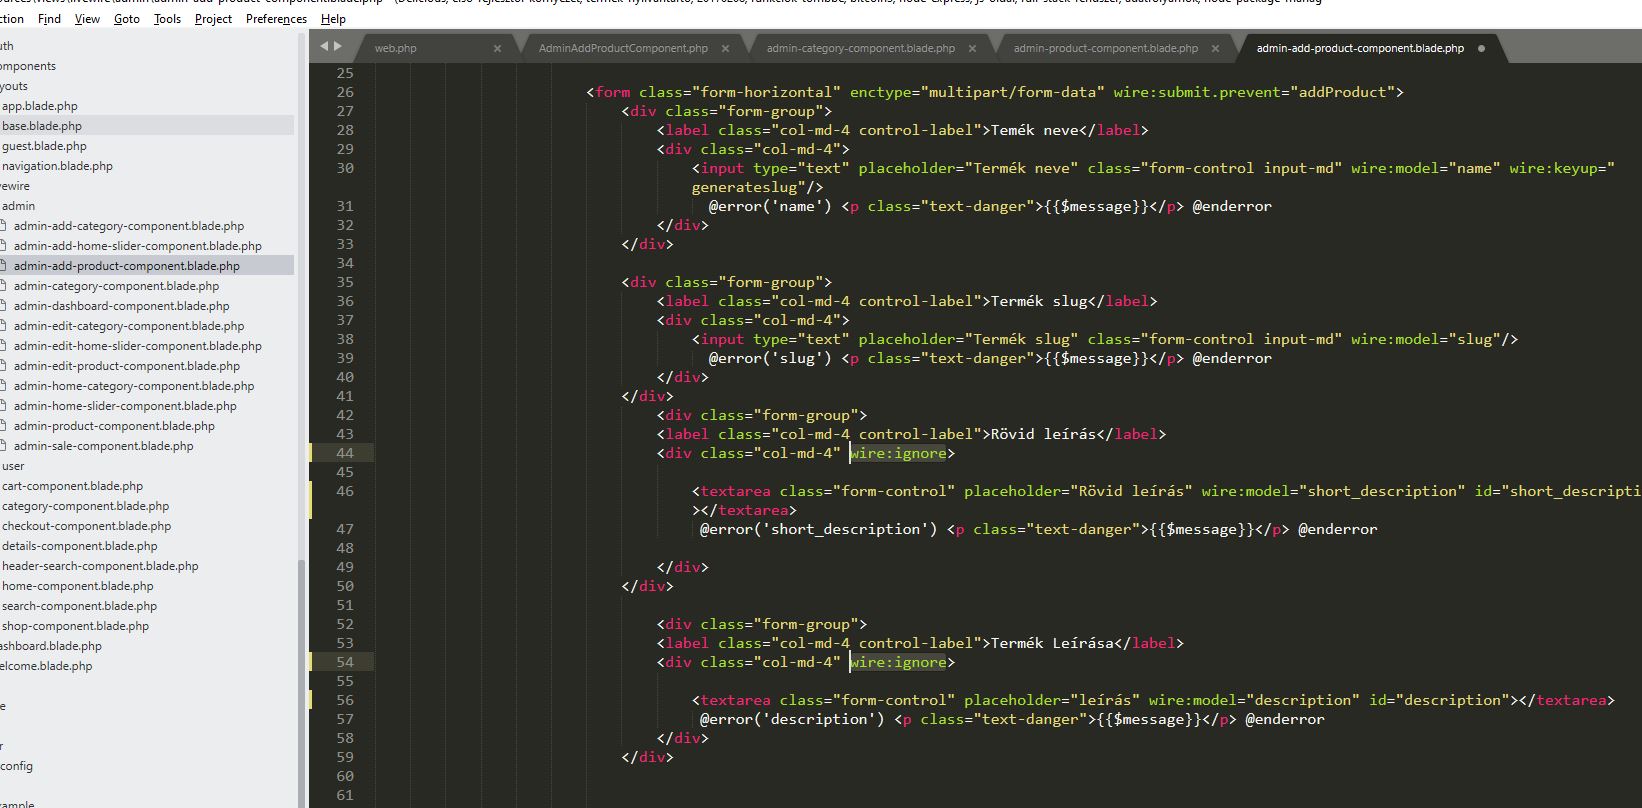 ction Find View Goto Tools Project Preferences Help
web.php AdminAddProductComponent.php admin-category-component.blade.php admin-product-component.blade.php admin-add-product-component.blade.php
uth
omponents
youts
app.blade.php
base.blade.php
guest.blade.php
navigation.blade.php
ewire
admin
admin-add-category-component.blade.php
admin-add-home-slider-component.blade.php
admin-add-product-component.blade.php
admin-category-component.blade.php
admin-dashboard-component.blade.php
admin-edit-category-component.blade.php
admin-edit-home-slider-component.blade.php
admin-edit-product-component.blade.php
admin-home-category-component.blade.php
admin-home-slider-component.blade.php
admin-product-component.blade.php
admin-sale-component.blade.php
user
cart-component.blade.php
category-component.blade.php
checkout-component.blade.php
details-component.blade.php
header-search-component.blade.php
home-component.blade.php
search-component.blade.php
shop-component.blade.php
ashboard.blade.php
elcome.blade.php
e
r
config
xample
25
26 <form class="form-horizontal" enctype="multipart/form-data" wire:submit.prevent="addProduct">
27 <div class="form-group">
28 <label class="col-md-4 control-label">Temék neve</label>
29 <div class="col-md-4">
30 <input type="text" placeholder="Termék neve" class="form-control input-md" wire:model="name" wire:keyup="
generateslug"/>
31 @error('name') <p class="text-danger">{{$message}}</p> @enderror
32 </div>
33 </div>
34
35 <div class="form-group">
36 <label class="col-md-4 control-label">Termék slug</label>
37 <div class="col-md-4">
38 <input type="text" placeholder="Termék slug" class="form-control input-md" wire:model="slug"/>
39 @error('slug') <p class="text-danger">{{$message}}</p> @enderror
40 </div>
41 </div>
42 <div class="form-group">
43 <label class="col-md-4 control-label">Rövid leírás</label>
44 <div class="col-md-4" wire:ignore>
45
46 <textarea class="form-control" placeholder="Rövid leírás" wire:model="short_description" id="short_descripti
></textarea>
47 @error('short_description') <p class="text-danger">{{$message}}</p> @enderror
48
49 </div>
50 </div>
51
52 <div class="form-group">
53 <label class="col-md-4 control-label">Termék Leírása</label>
54 <div class="col-md-4" wire:ignore>
55
56 <textarea class="form-control" placeholder="leírás" wire:model="description" id="description"></textarea>
57 @error('description') <p class="text-danger">{{$message}}</p> @enderror
58 </div>
59 </div>
60
61